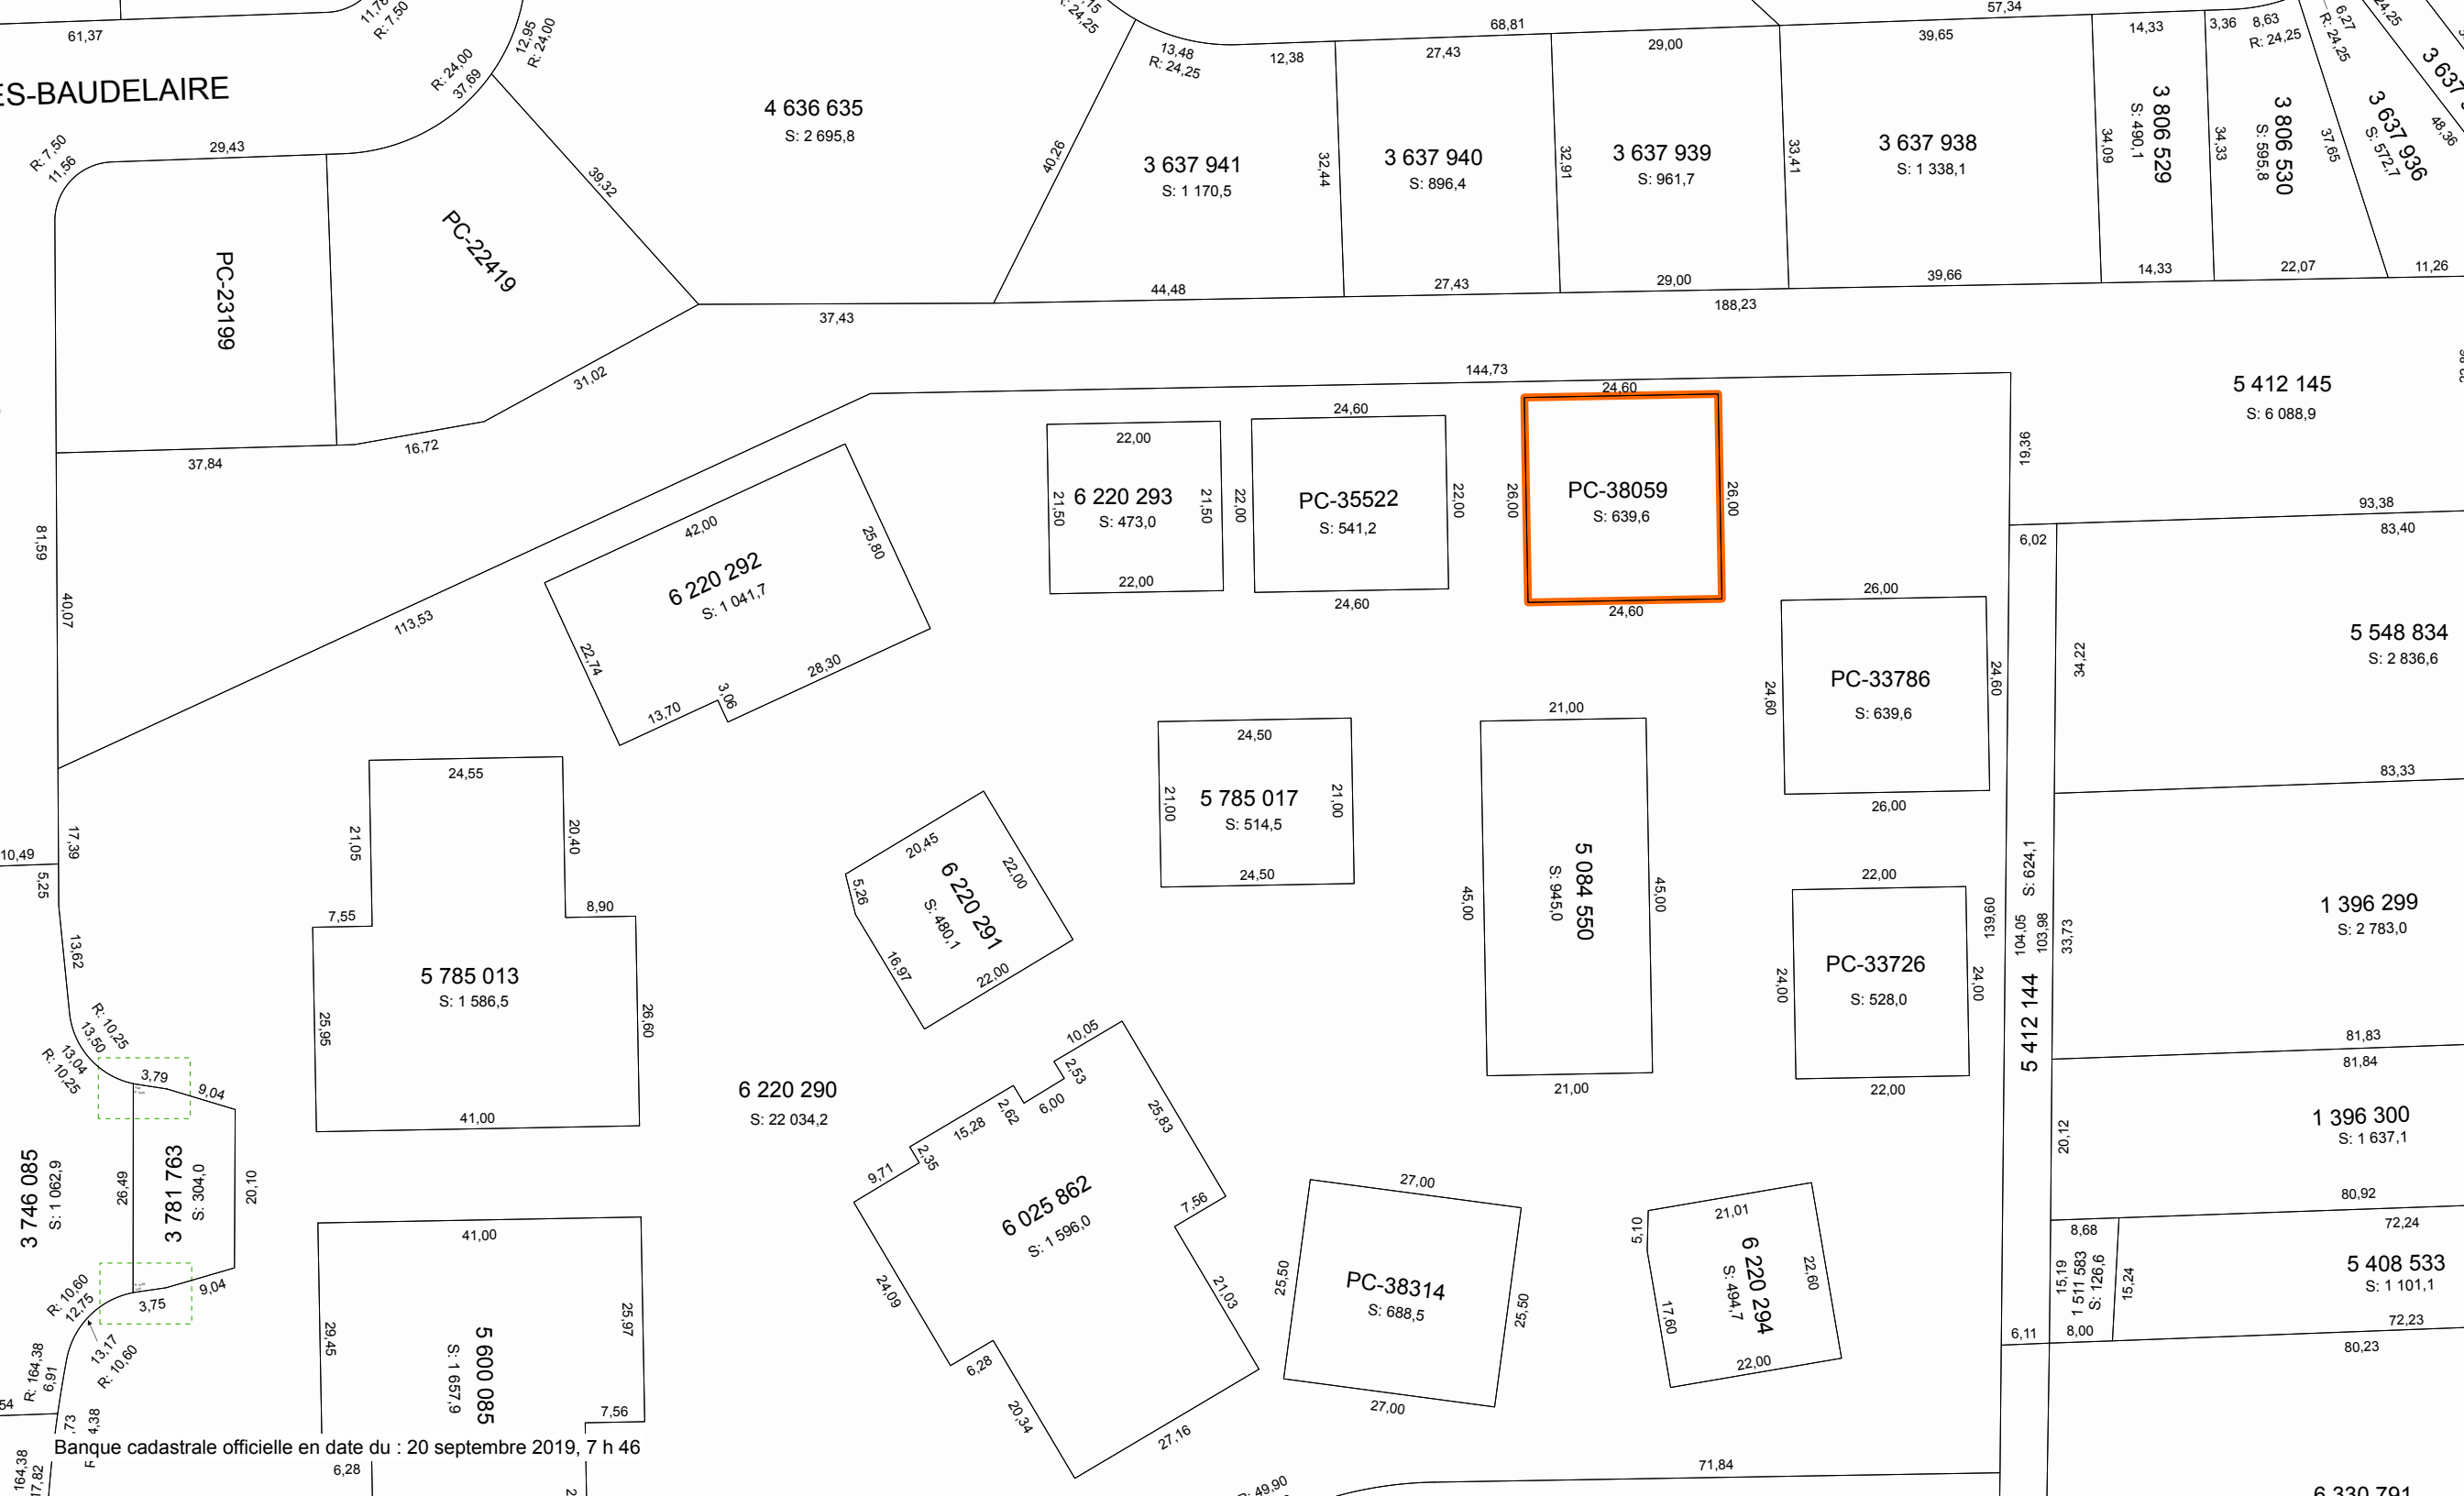 61,37
11,78
R: 7,50
12,95
R: 24,00
R: 24,00
37,69
ES-BAUDELAIRE
R: 7,50
11,56
29,43
39,32
PC-23199
PC-22419
37,84
16,72
31,02
4 636 635
S: 2 695,8
R: 24,25
40,26
13,48
R: 24,25
12,38
68,81
3 637 941
S: 1 170,5
32,44
44,48
37,43
27,43
3 637 940
S: 896,4
32,91
27,43
29,00
3 637 939
S: 961,7
33,41
29,00
188,23
57,34
39,65
3 637 938
S: 1 338,1
34,09
39,66
14,33
3 806 529
S: 490,1
34,33
14,33
3,36
8,63
R: 24,25
3 806 530
S: 595,8
37,65
22,07
6,27
R: 24,25
24,25
3 637 936
S: 572,7
48,36
3 637
11,26
144,73
5 412 145
S: 6 088,9
19,36
93,38
83,40
6,02
81,59
40,07
113,53
42,00
6 220 292
S: 1 041,7
25,80
22,74
13,70
3,06
28,30
22,00
21,50
6 220 293
S: 473,0
21,50
22,00
24,60
22,00
PC-35522
S: 541,2
22,00
24,60
24,60
26,00
PC-38059
S: 639,6
26,00
24,60
26,00
24,60
PC-33786
S: 639,6
24,60
26,00
34,22
5 548 834
S: 2 836,6
83,33
17,39
10,49
5,25
13,62
24,55
21,05
20,40
7,55
8,90
5 785 013
S: 1 586,5
25,95
26,60
41,00
20,45
5,26
22,00
6 220 291
S: 480,1
16,97
22,00
24,50
21,00
5 785 017
S: 514,5
21,00
24,50
21,00
45,00
5 084 550
S: 945,0
45,00
21,00
22,00
24,00
PC-33726
S: 528,0
24,00
22,00
139,60
5 412 144
S: 624,1
104,05
103,98
33,73
1 396 299
S: 2 783,0
81,83
81,84
R: 10,25
13,50
13,04
R: 10,25
3,79
9,04
3 746 085
S: 1 062,9
26,49
3 781 763
S: 304,0
20,10
9,04
3,75
R: 10,60
12,75
13,17
R: 10,60
R: 164,38
6,91
6 220 290
S: 22 034,2
10,05
2,53
6,00
2,62
15,28
2,35
9,71
25,83
6 025 862
S: 1 596,0
7,56
24,09
21,03
6,28
20,34
27,16
27,00
25,50
PC-38314
S: 688,5
25,50
27,00
21,01
5,10
6 220 294
S: 494,7
22,60
17,60
22,00
1 396 300
S: 1 637,1
20,12
80,92
72,24
8,68
15,19
1 511 583
S: 126,6
15,24
8,00
6,11
5 408 533
S: 1 101,1
72,23
80,23
41,00
29,45
5 600 085
S: 1 657,9
25,97
7,56
54
Banque cadastrale officielle en date du : 20 septembre 2019, 7 h 46
164,38
17,82
6,28
49,90
71,84
6 330 791